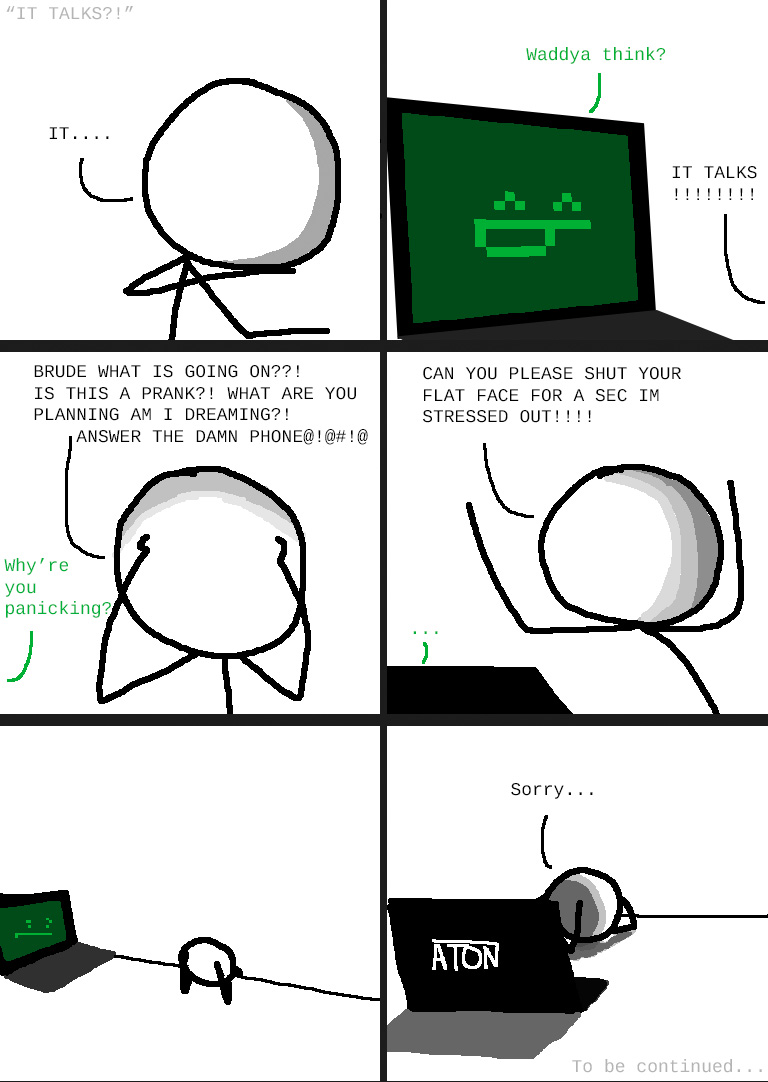 “IT TALKS?!”
IT....
Waddya think?
IT TALKS
!!!!!!!!
BRUDE WHAT IS GOING ON??!
IS THIS A PRANK?! WHAT ARE YOU
PLANNING AM I DREAMING?!
ANSWER THE DAMN PHONE@!@#!@
Why’re
you
panicking?
CAN YOU PLEASE SHUT YOUR
FLAT FACE FOR A SEC IM
STRESSED OUT!!!!
...
Sorry...
ATON
To be continued...